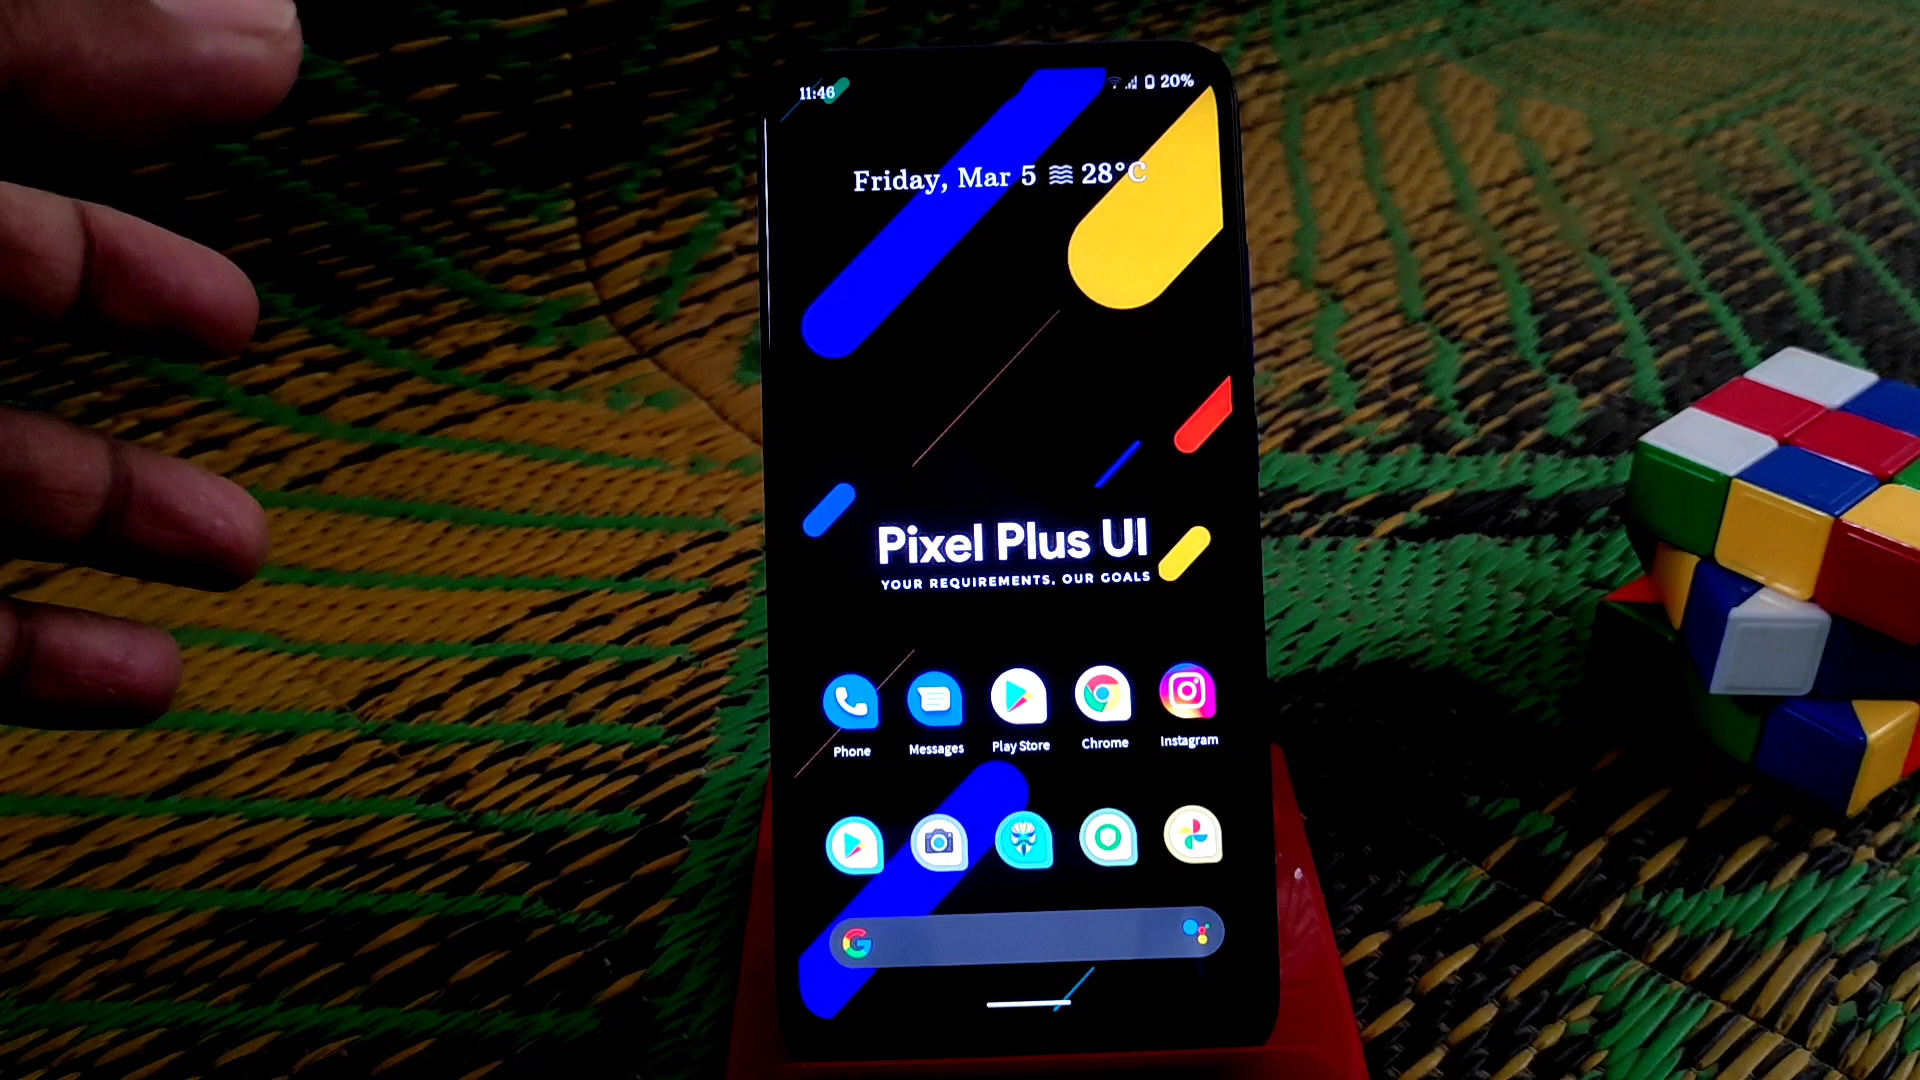 11:46 20%
Friday, Mar 5 28°C
Pixel Plus UI
YOUR REQUIREMENTS, OUR GOALS
Phone Messages Play Store Chrome Instagram